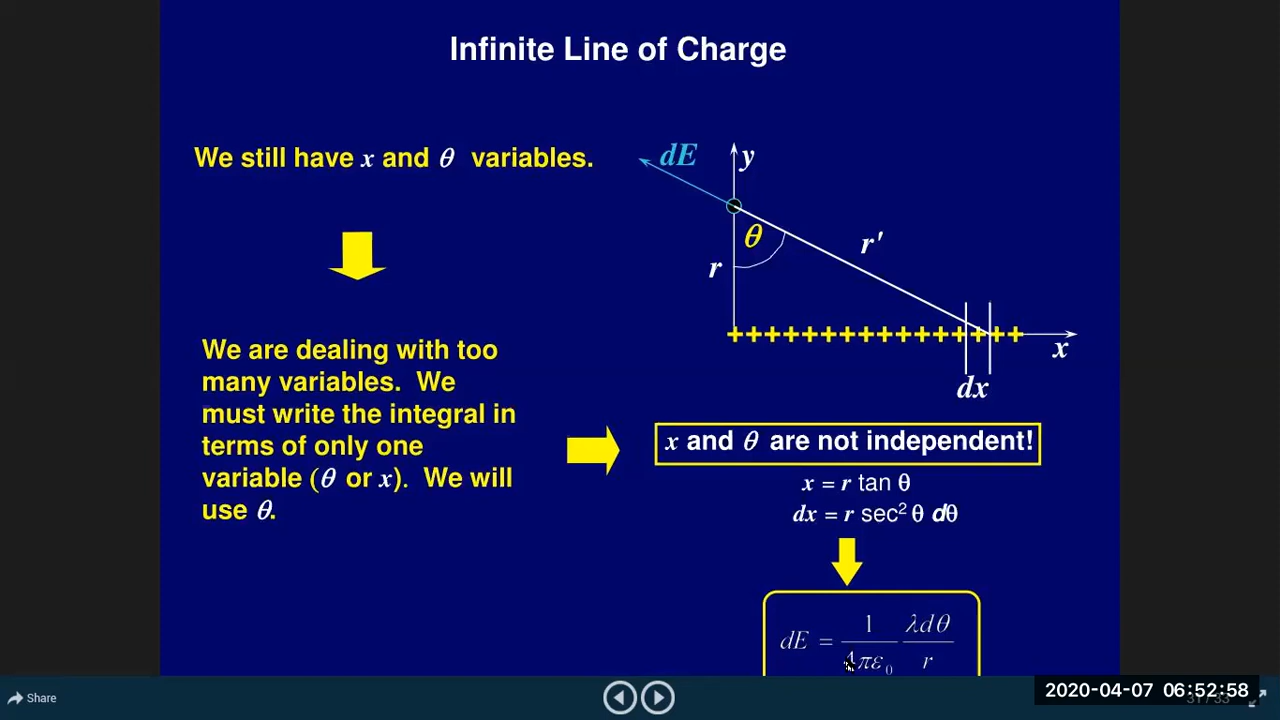 Infinite Line of Charge
We still have x and θ variables.
dE
y
θ
r'
r
x
dx
We are dealing with too
many variables. We
must write the integral in
terms of only one
variable (θ or x). We will
use θ.
x and θ are not independent!
x = r tan θ
dx = r sec² θ dθ
dE = 1/4πε₀ λdθ/r
Share
2020-04-07 06:52:58